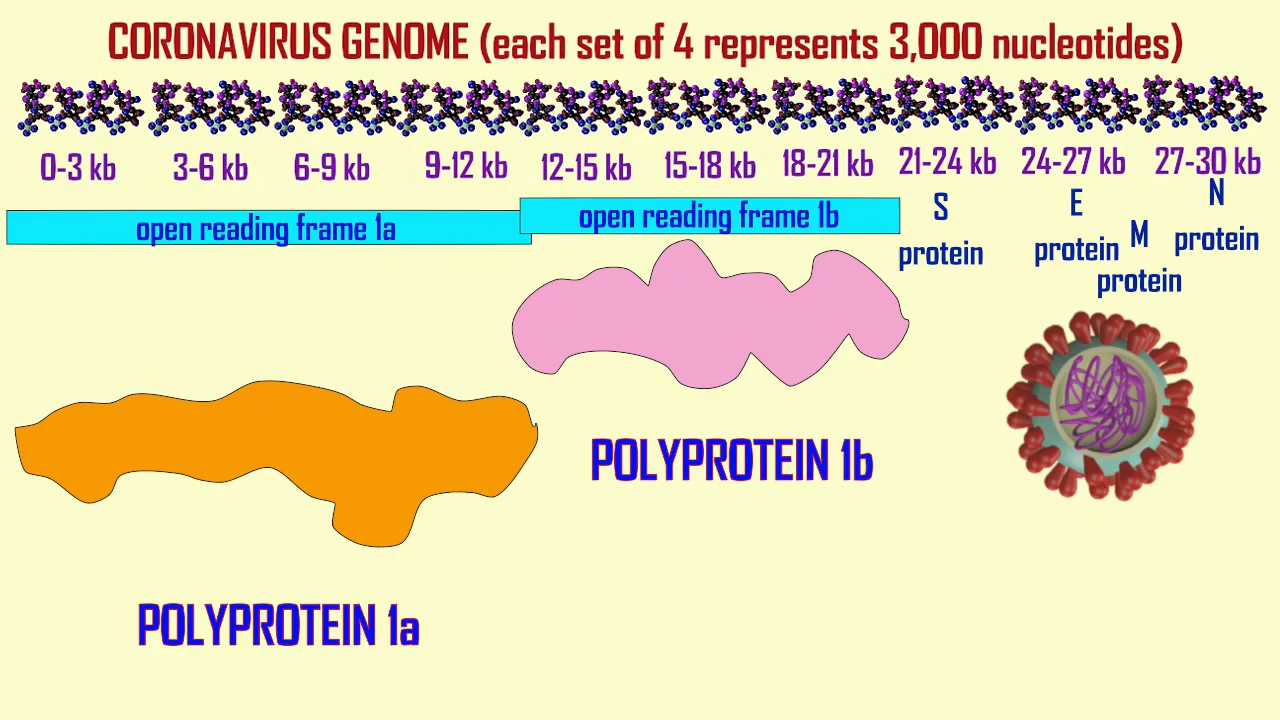 CORONAVIRUS GENOME (each set of 4 represents 3,000 nucleotides)
0-3 kb 3-6 kb 6-9 kb 9-12 kb 12-15 kb 15-18 kb 18-21 kb 21-24 kb 24-27 kb 27-30 kb
open reading frame 1a
open reading frame 1b
S
protein
E
protein
M
protein
N
protein
POLYPROTEIN 1b
POLYPROTEIN 1a